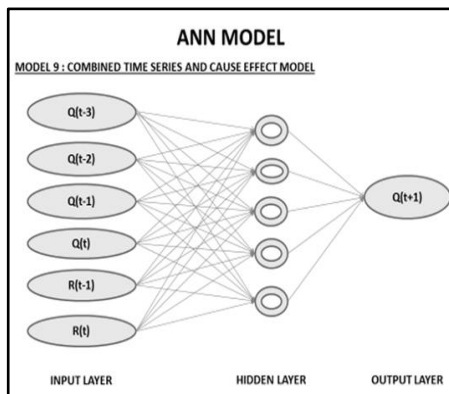 ANN MODEL
MODEL 9 : COMBINED TIME SERIES AND CAUSE EFFECT MODEL
Q(t-3)
Q(t-2)
Q(t-1)
Q(t)
R(t-1)
R(t)
Q(t+1)
INPUT LAYER
HIDDEN LAYER
OUTPUT LAYER